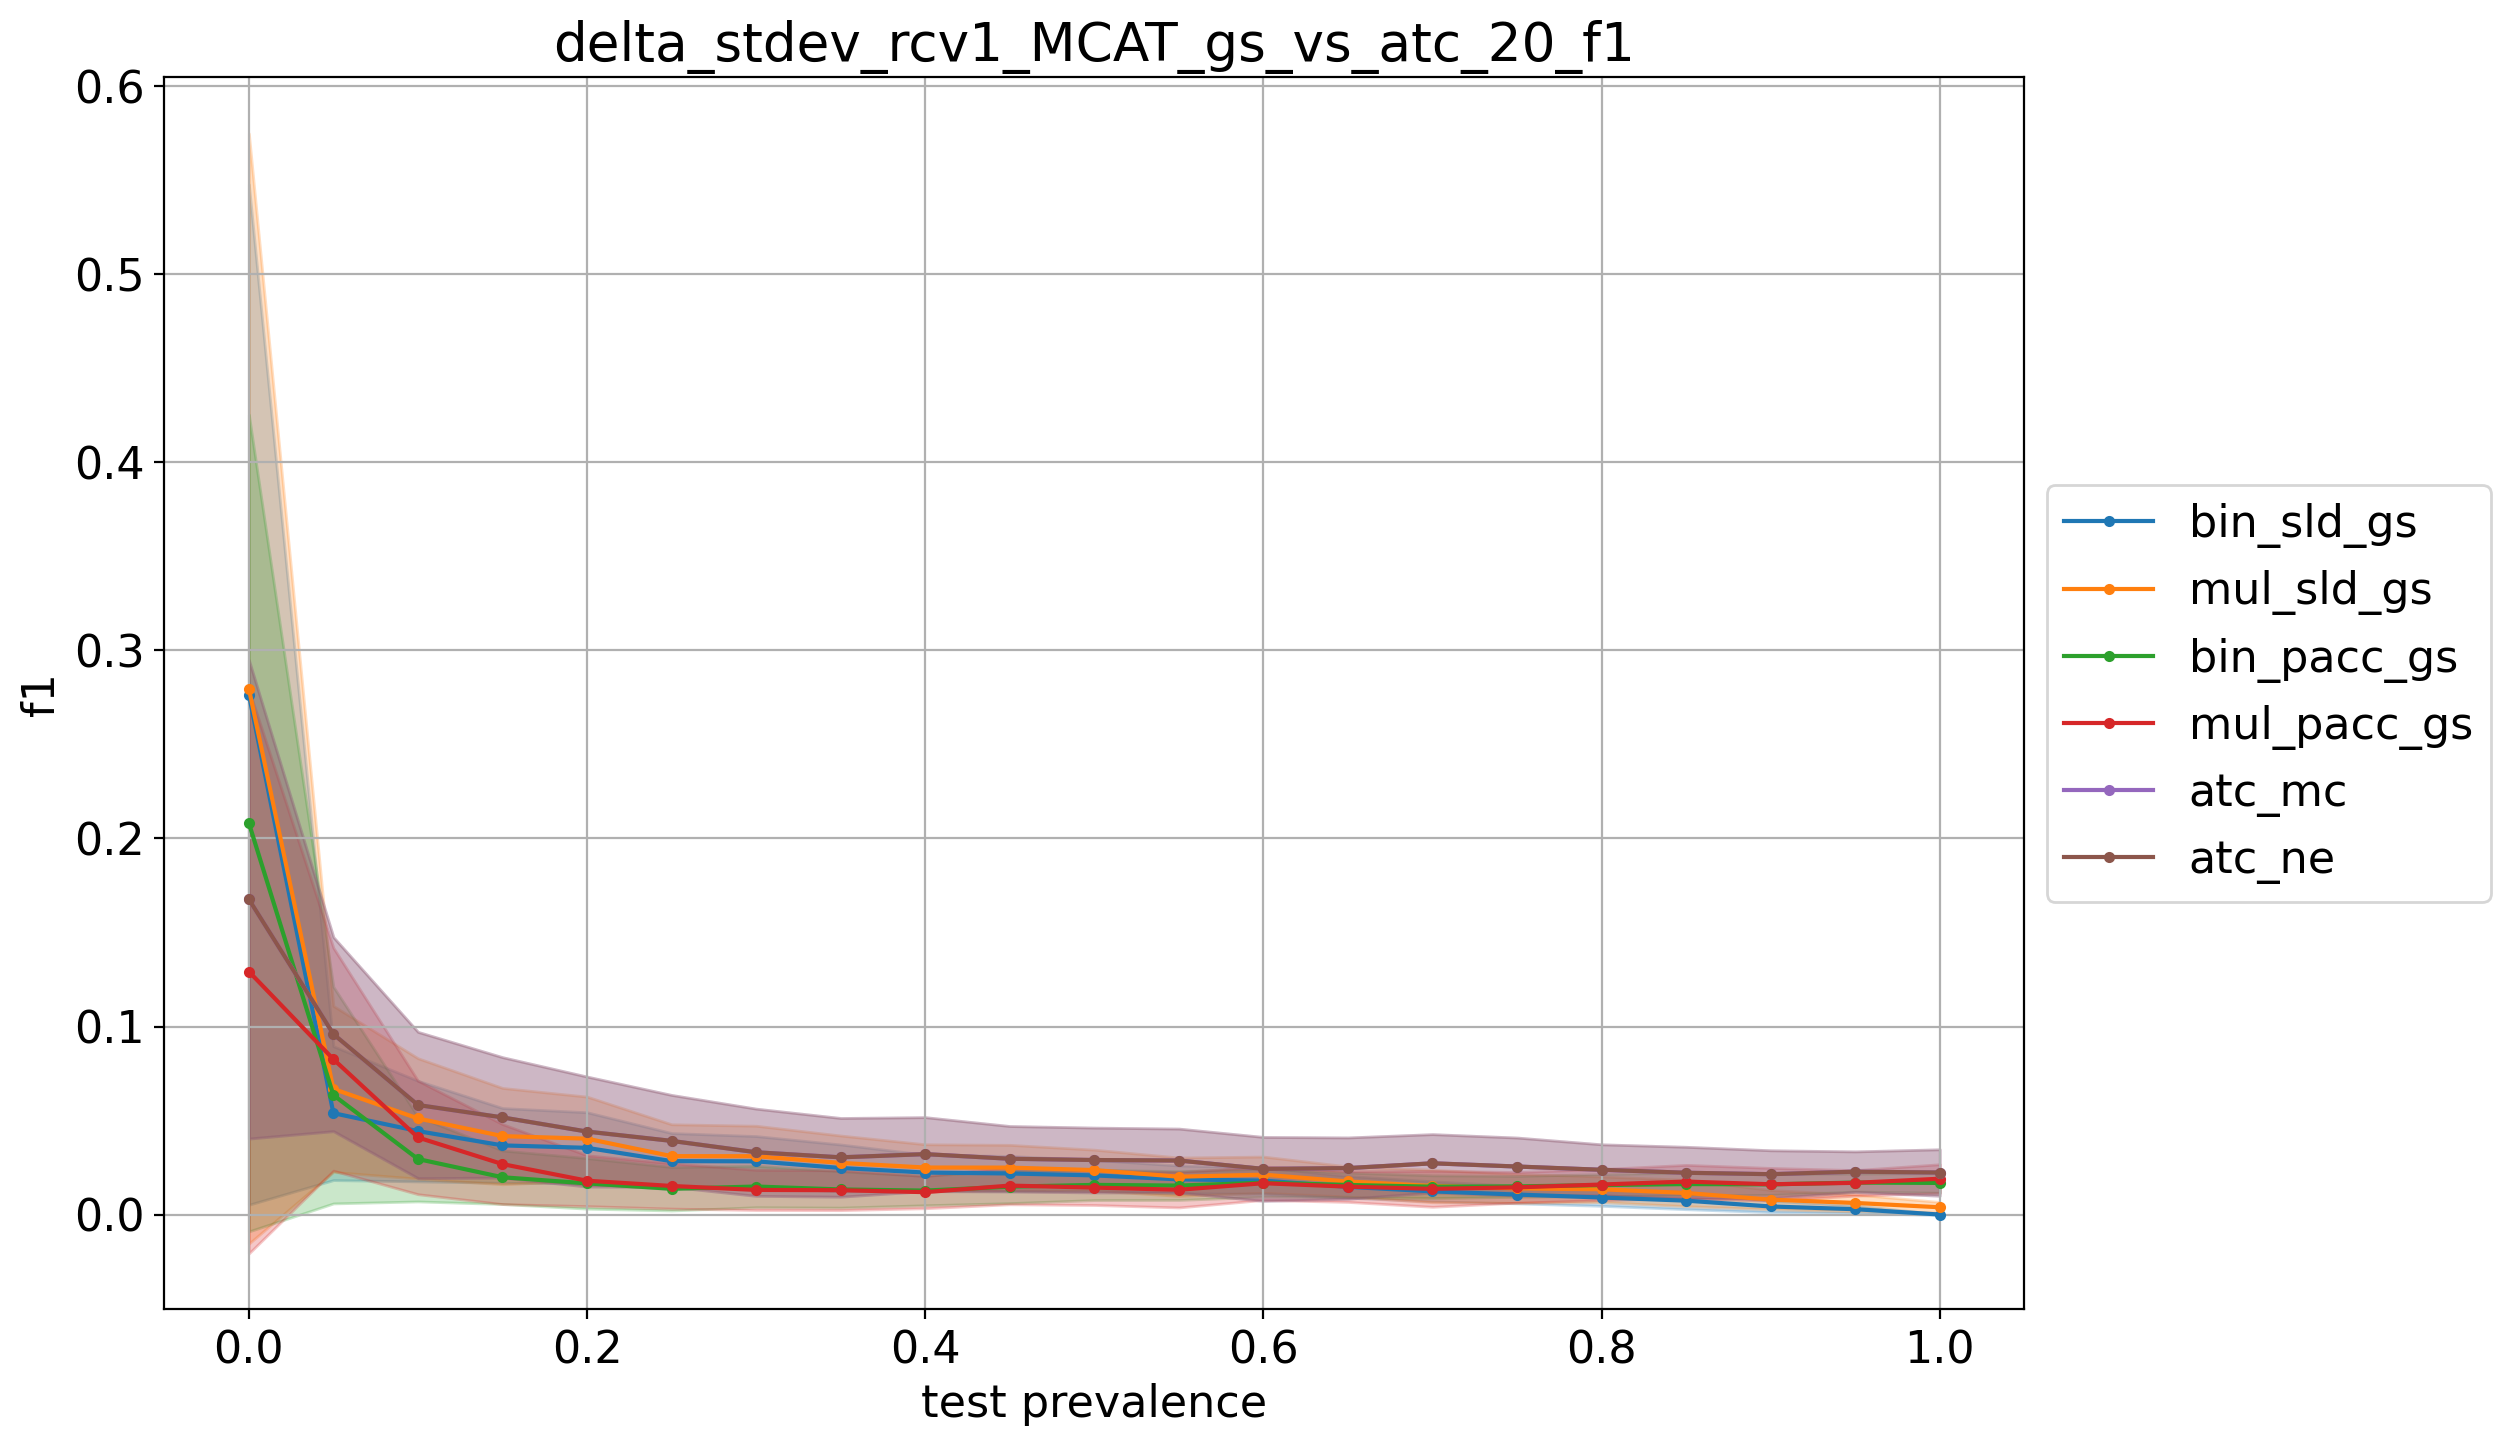 delta_stdev_rcv1_MCAT_gs_vs_atc_20_f1
0.6
0.5
0.4
0.3
0.2
0.1
0.0
f1
0.0 0.2 0.4 0.6 0.8 1.0
test prevalence
bin_sld_gs
mul_sld_gs
bin_pacc_gs
mul_pacc_gs
atc_mc
atc_ne